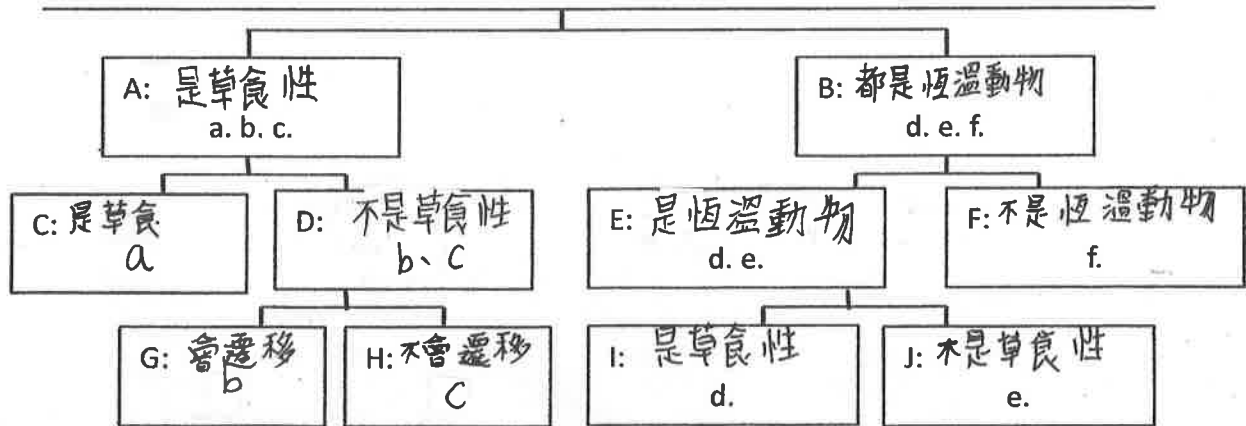 A: 是草食性
a. b. c.
B: 都是恆溫動物
d. e. f.
C: 是草食
a
D: 不是草食性
b、c
E: 是恆溫動物
d. e.
F: 不是恆溫動物
f.
G: 會遷移
b
H: 不會遷移
C
I: 是草食性
d.
J: 不是草食性
e.